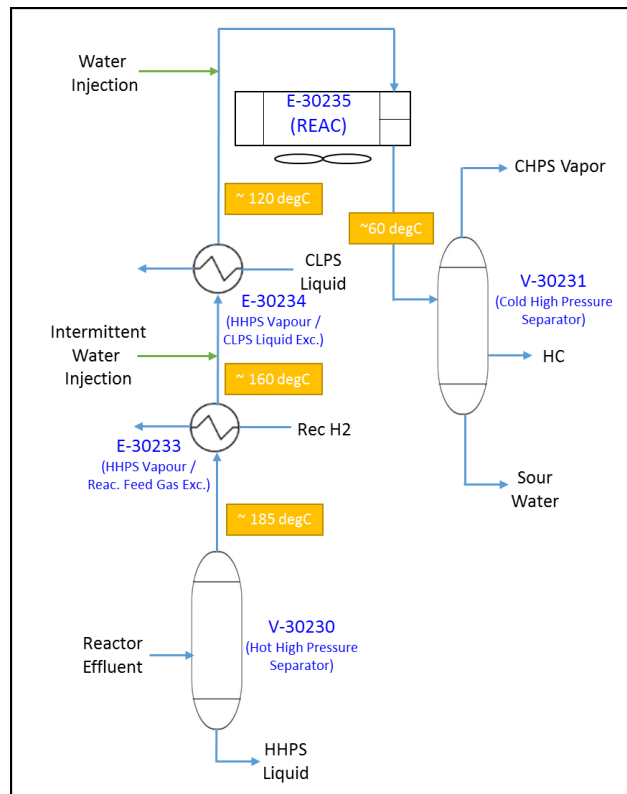 Water
Injection
E-30235
(REAC)
CHPS Vapor
~ 120 degC
~60 degC
CLPS
Liquid
V-30231
(Cold High Pressure
Separator)
E-30234
(HHPS Vapour /
CLPS Liquid Exc.)
Intermittent
Water
Injection
HC
~ 160 degC
Rec H2
E-30233
(HHPS Vapour /
Reac. Feed Gas Exc.)
Sour
Water
~ 185 degC
V-30230
(Hot High Pressure
Separator)
Reactor
Effluent
HHPS
Liquid